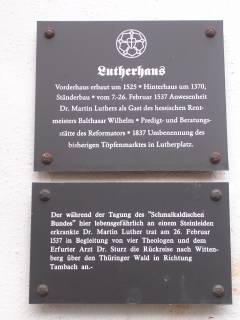 Lutherhaus
Vorderhaus erbaut um 1525 • Hinterhaus um 1370,
Ständerbau • vom 7.-26. Februar 1537 Anwesenheit
Dr. Martin Luthers als Gast des hessischen Rent-
meisters Balthasar Wilhelm • Predigt- und Beratungs-
stätte des Reformators • 1837 Umbenennung des
bisherigen Töpfenmarktes in Lutherplatz.
Der während der Tagung des "Schmalkaldischen
Bundes" hier lebensgefährlich an einem Steinleiden
erkrankte Dr. Martin Luther trat am 26. Februar
1537 in Begleitung von vier Theologen und dem
Erfurter Arzt Dr. Sturz die Rückreise nach Witten-
berg über den Thüringer Wald in Richtung
Tambach an.-